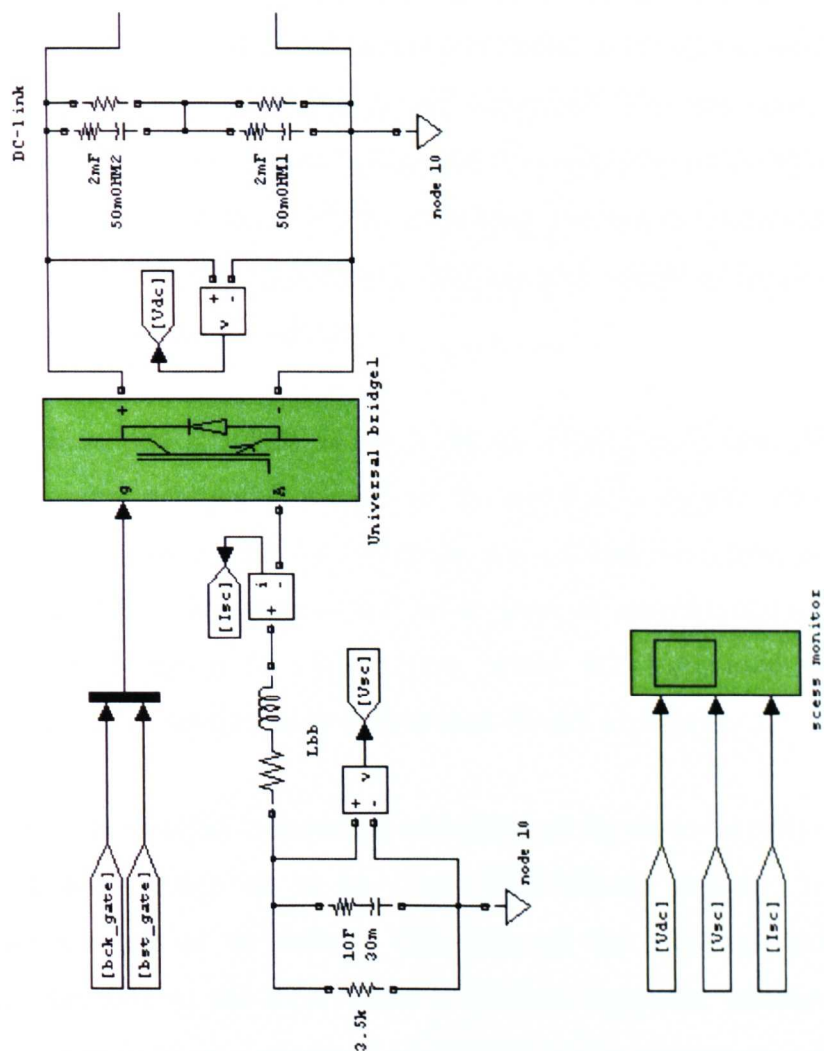 DC-link
2mF
50mOHM2
2mF
50mOHM1
node 10
[Vdc]
+
v
-
+
-
g
A
Universal bridge1
[Isc]
i
+
-
[bck_gate]
[bst_gate]
Lbb
[Vsc]
+
v
-
10F
30m
3.5k
node 10
[Vdc]
[Vsc]
[Isc]
scess monitor